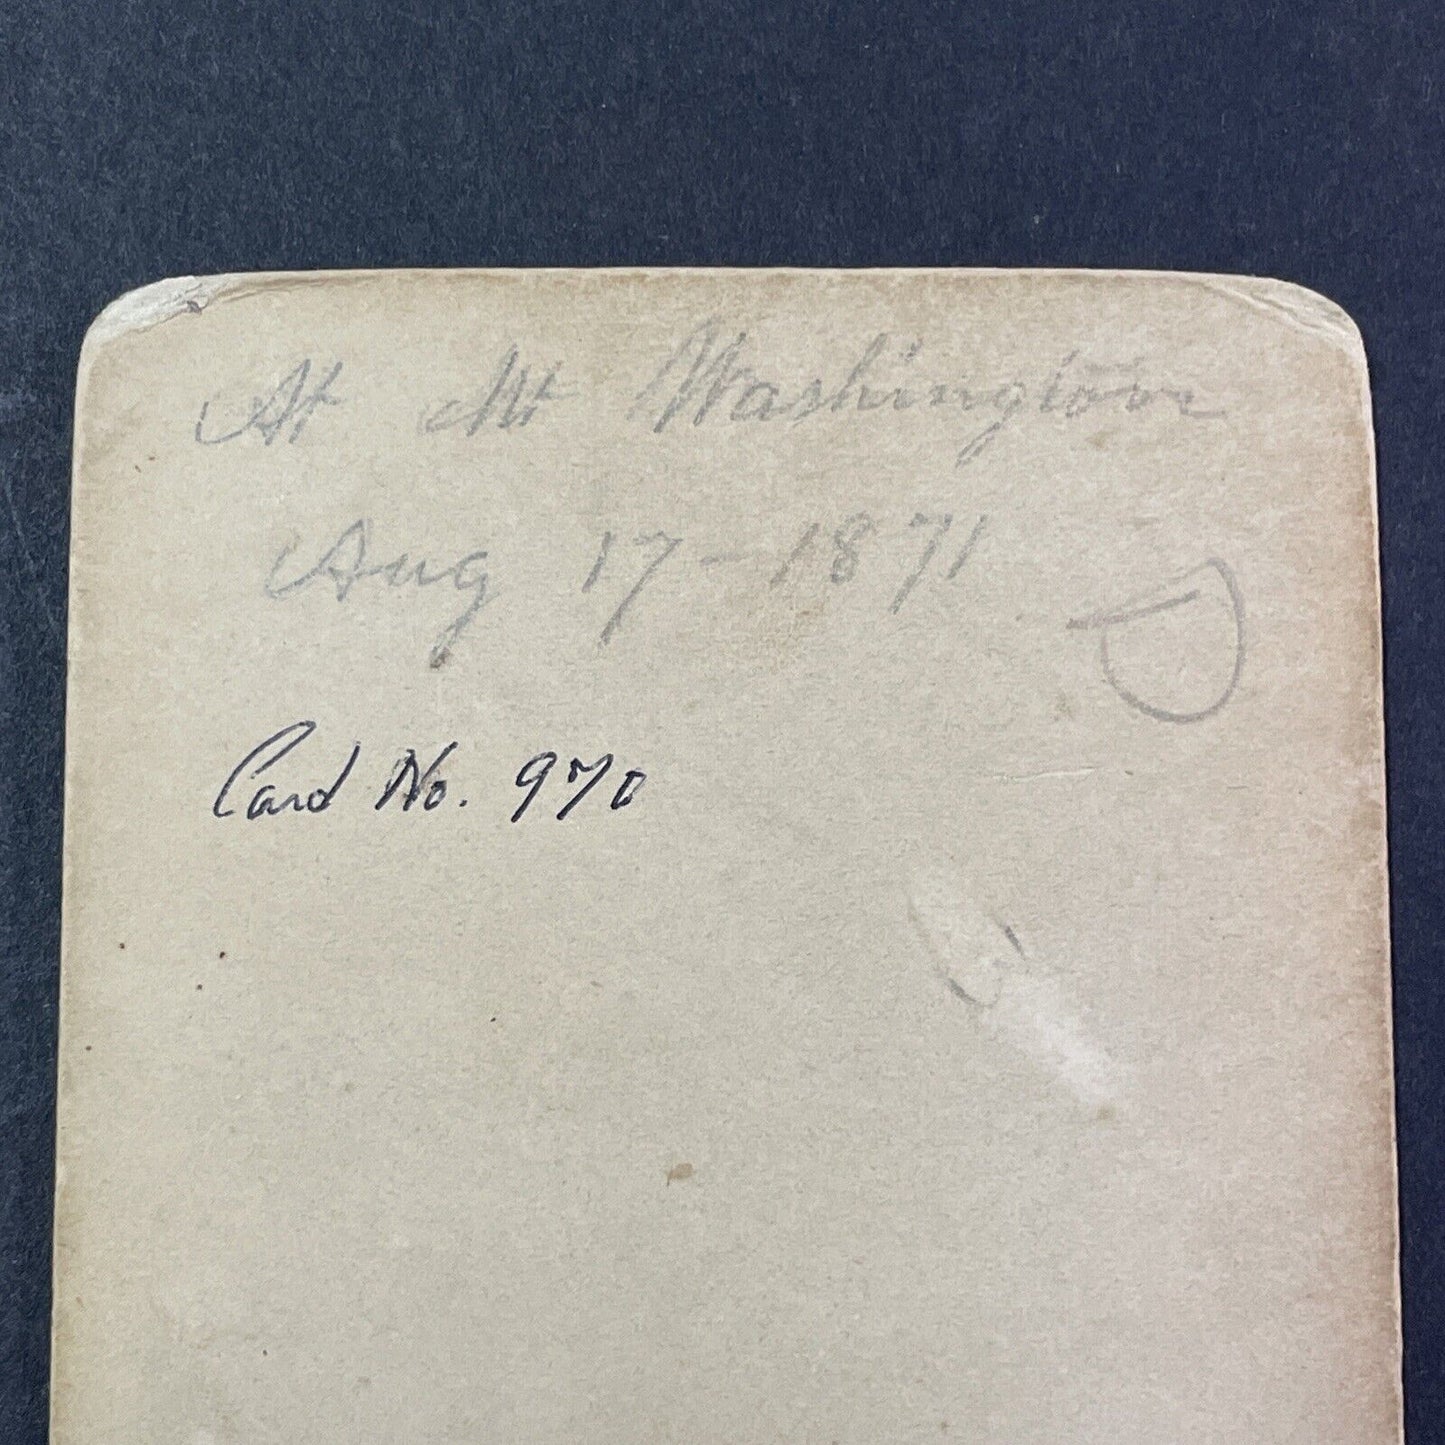 At Mt Washington
Aug 17-1871
Card No. 970